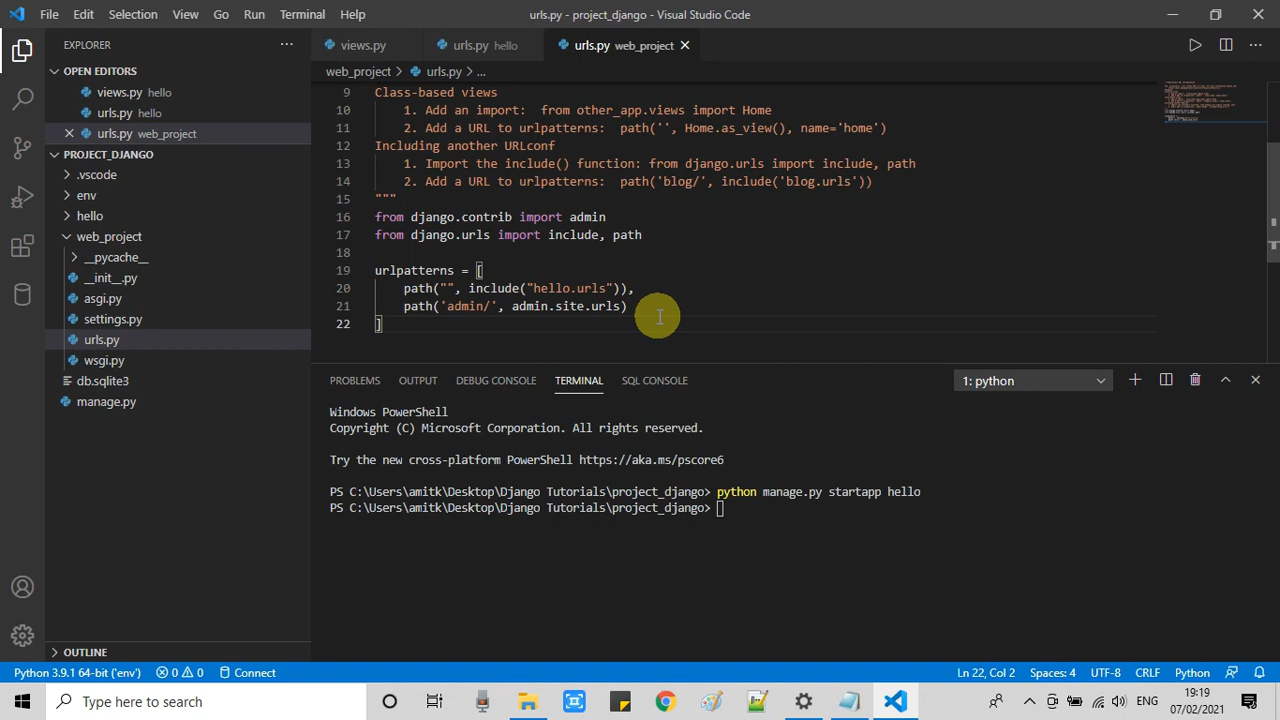 File Edit Selection View Go Run Terminal Help
urls.py - project_django - Visual Studio Code
EXPLORER
views.py
urls.py hello
urls.py web_project
OPEN EDITORS
views.py hello
urls.py hello
urls.py web_project
PROJECT_DJANGO
.vscode
env
hello
web_project
__pycache__
__init__.py
asgi.py
settings.py
urls.py
wsgi.py
db.sqlite3
manage.py
OUTLINE
web_project > urls.py > ...
9 Class-based views
10 1. Add an import:  from other_app.views import Home
11 2. Add a URL to urlpatterns:  path('', Home.as_view(), name='home')
12 Including another URLconf
13 1. Import the include() function: from django.urls import include, path
14 2. Add a URL to urlpatterns:  path('blog/', include('blog.urls'))
15 """
16 from django.contrib import admin
17 from django.urls import include, path
18
19 urlpatterns = [
20 path("", include("hello.urls")),
21 path('admin/', admin.site.urls)
22 ]
PROBLEMS OUTPUT DEBUG CONSOLE TERMINAL SQL CONSOLE
1: python
Windows PowerShell
Copyright (C) Microsoft Corporation. All rights reserved.
Try the new cross-platform PowerShell https://aka.ms/pscore6
PS C:\Users\amitk\Desktop\Django Tutorials\project_django> python manage.py startapp hello
PS C:\Users\amitk\Desktop\Django Tutorials\project_django>
Python 3.9.1 64-bit ('env') 0 0 Connect
Ln 22, Col 2 Spaces: 4 UTF-8 CRLF Python
Type here to search
ENG
19:19
07/02/2021